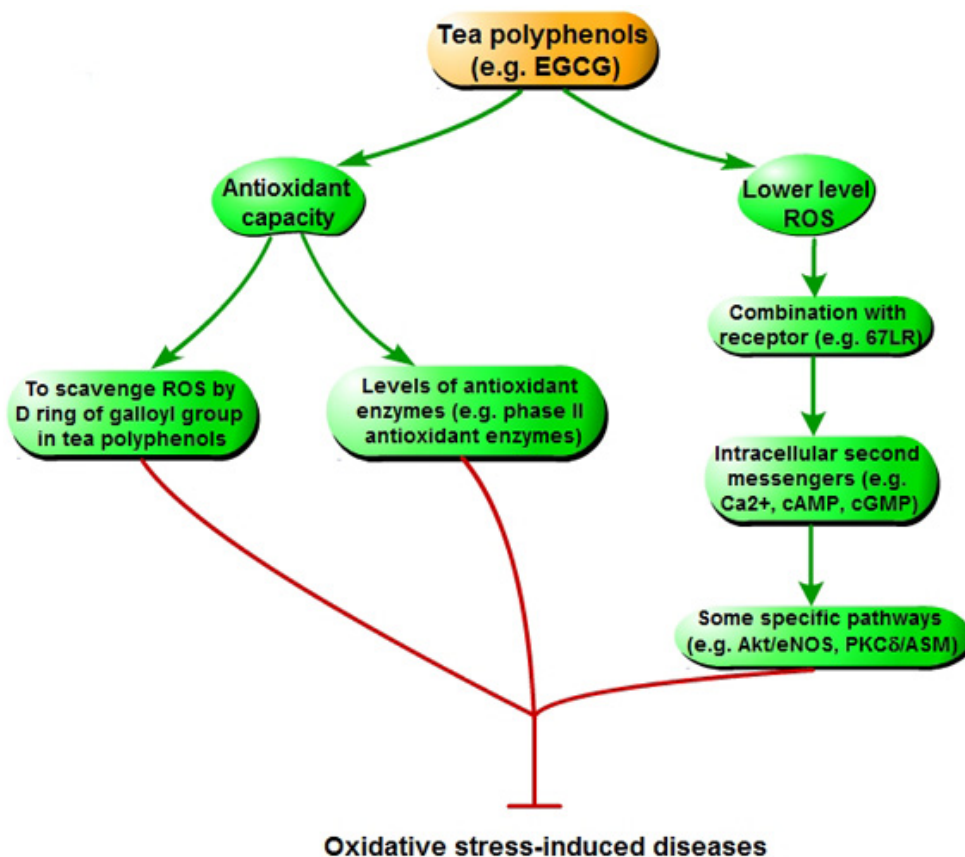 Tea polyphenols
(e.g. EGCG)
Antioxidant
capacity
Lower level
ROS
Combination with
receptor (e.g. 67LR)
To scavenge ROS by
D ring of galloyl group
in tea polyphenols
Levels of antioxidant
enzymes (e.g. phase II
antioxidant enzymes)
Intracellular second
messengers (e.g.
Ca2+, cAMP, cGMP)
Some specific pathways
(e.g. Akt/eNOS, PKCδ/ASM)
Oxidative stress-induced diseases